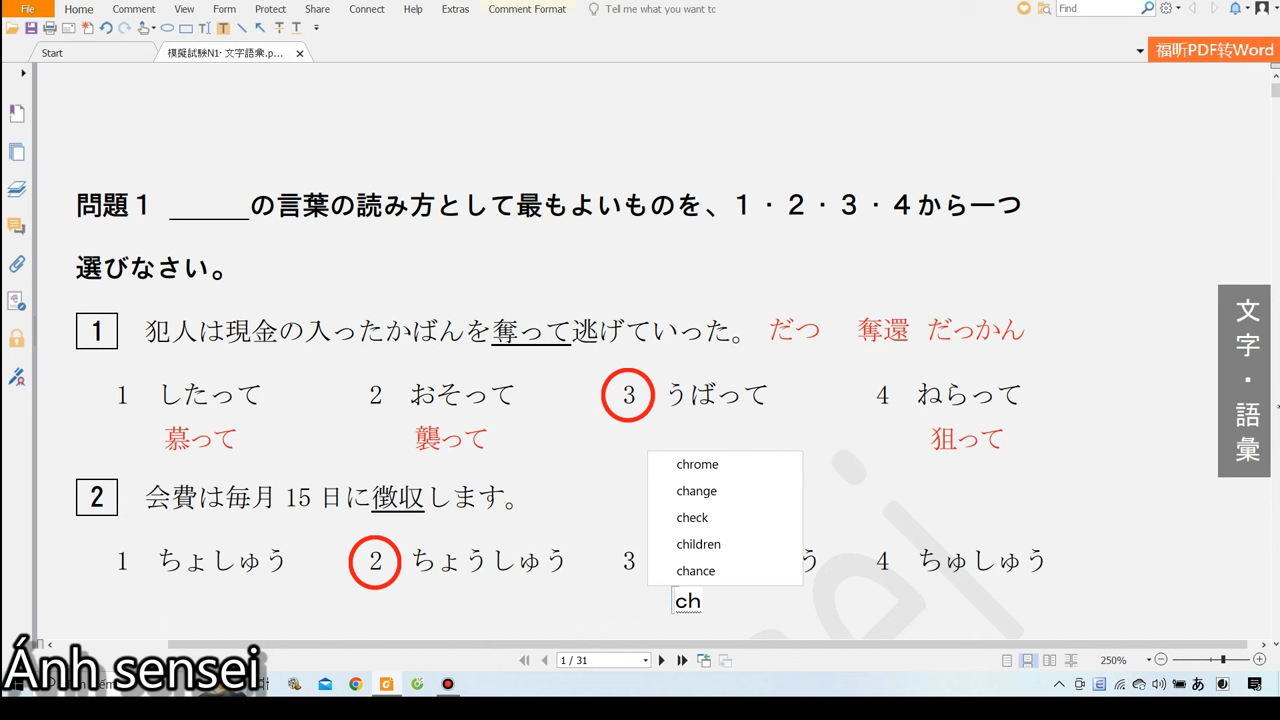 File Home Comment View Form Protect Share Connect Help Extras Comment Format Tell me what you want to Find
Start 模擬試験N1·文字語彙.p... 福昕PDF转Word
問題１ ______の言葉の読み方として最もよいものを、１・２・３・４から一つ
選びなさい。
1 犯人は現金の入ったかばんを奪って逃げていった。 だつ 奪還 だっかん
1 したって 2 おそって 3 うばって 4 ねらって
慕って 襲って 狙って
2 会費は毎月 15 日に徴収します。
1 ちょしゅう 2 ちょうしゅう 3 う 4 ちゅしゅう
chrome
change
check
children
chance
ch
文字・語彙
Ánh sensei
1 / 31 250%